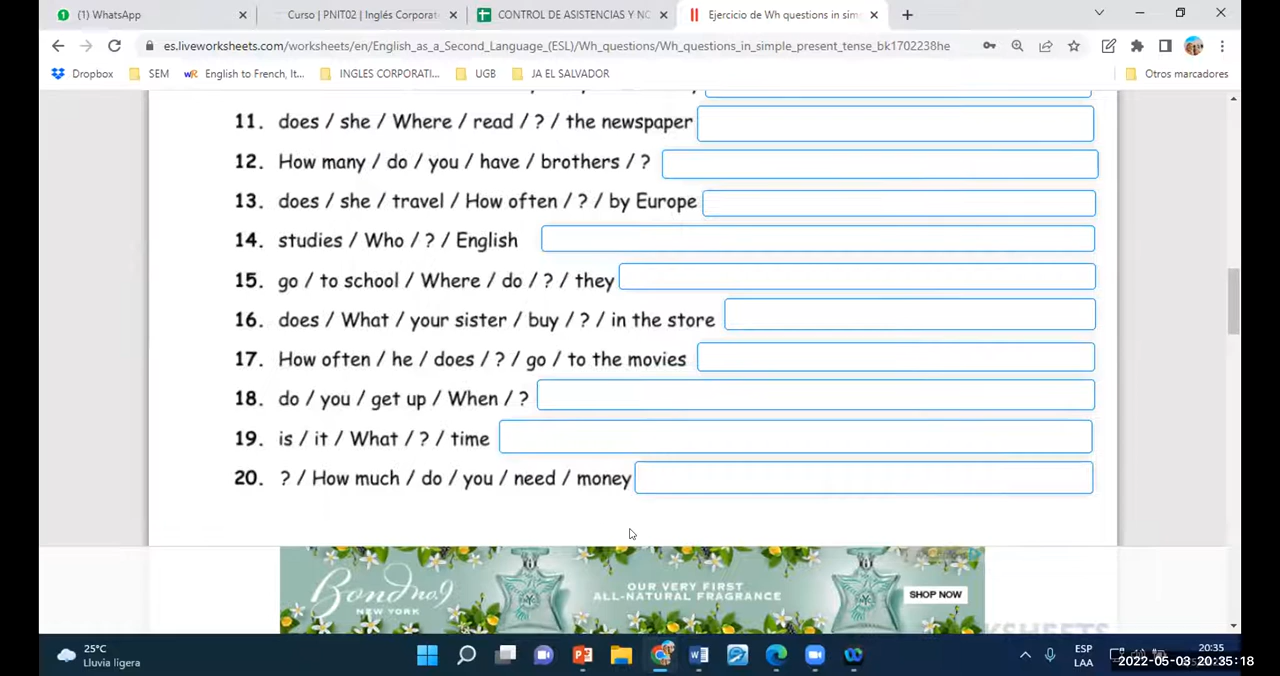 (1) WhatsApp
Curso | PNIT02 | Inglés Corporat
CONTROL DE ASISTENCIAS Y NO
Ejercicio de Wh questions in sim
es.liveworksheets.com/worksheets/en/English_as_a_Second_Language_(ESL)/Wh_questions/Wh_questions_in_simple_present_tense_bk1702238he
Dropbox
SEM
English to French, It...
INGLES CORPORATI...
UGB
JA EL SALVADOR
Otros marcadores
11. does / she / Where / read / ? / the newspaper
12. How many / do / you / have / brothers / ?
13. does / she / travel / How often / ? / by Europe
14. studies / Who / ? / English
15. go / to school / Where / do / ? / they
16. does / What / your sister / buy / ? / in the store
17. How often / he / does / ? / go / to the movies
18. do / you / get up / When / ?
19. is / it / What / ? / time
20. ? / How much / do / you / need / money
Bond no.9
NEW YORK
OUR VERY FIRST
ALL-NATURAL FRAGRANCE
SHOP NOW
25°C
Lluvia ligera
ESP
LAA
20:35
2022-05-03 20:35:18